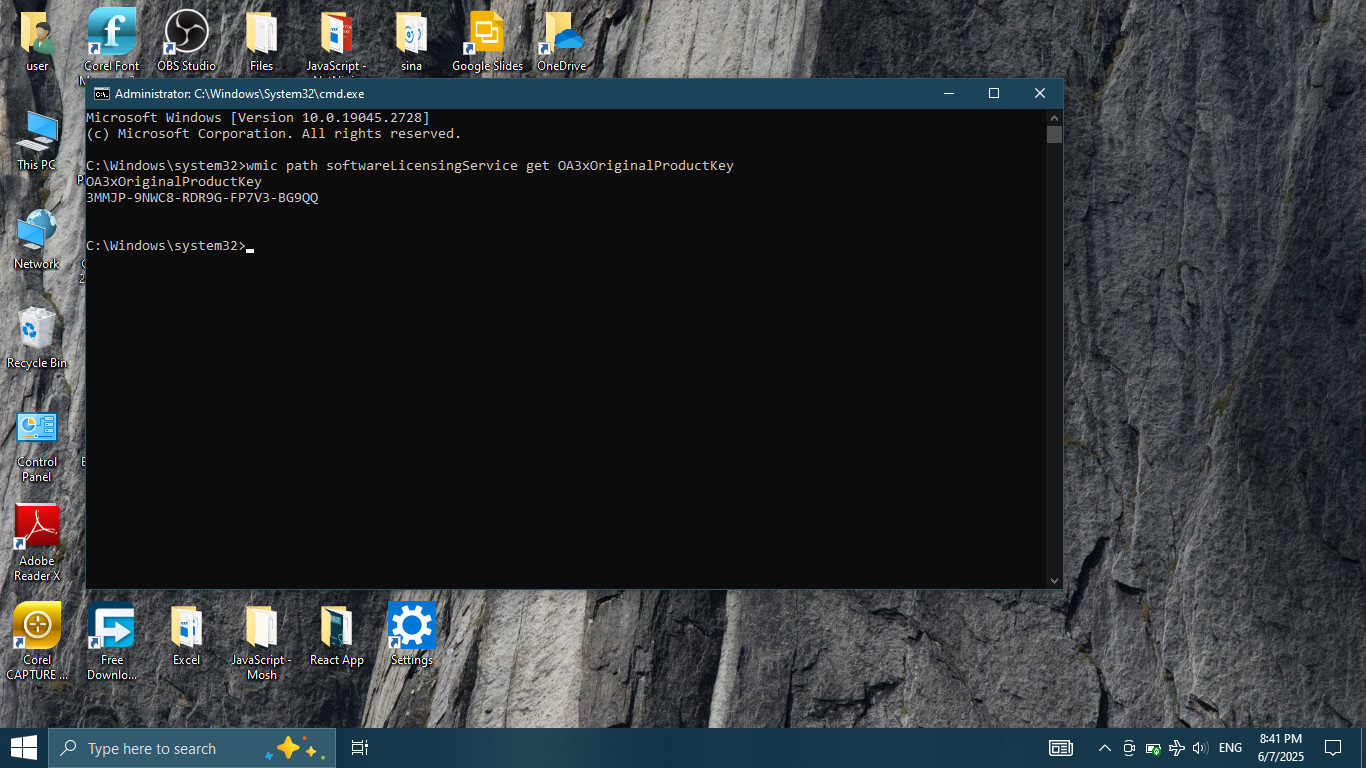 user
Corel Font
OBS Studio
Files
JavaScript -
sina
Google Slides
OneDrive
Administrator: C:\Windows\System32\cmd.exe
Microsoft Windows [Version 10.0.19045.2728]
(c) Microsoft Corporation. All rights reserved.
C:\Windows\system32>wmic path softwareLicensingService get OA3xOriginalProductKey
OA3xOriginalProductKey
3MMJP-9NWC8-RDR9G-FP7V3-BG9QQ
C:\Windows\system32>
This PC
Network
Recycle Bin
Control
Panel
Adobe
Reader X
Corel
CAPTURE ...
Free
Downlo...
Excel
JavaScript -
Mosh
React App
Settings
Type here to search
ENG
8:41 PM
6/7/2025